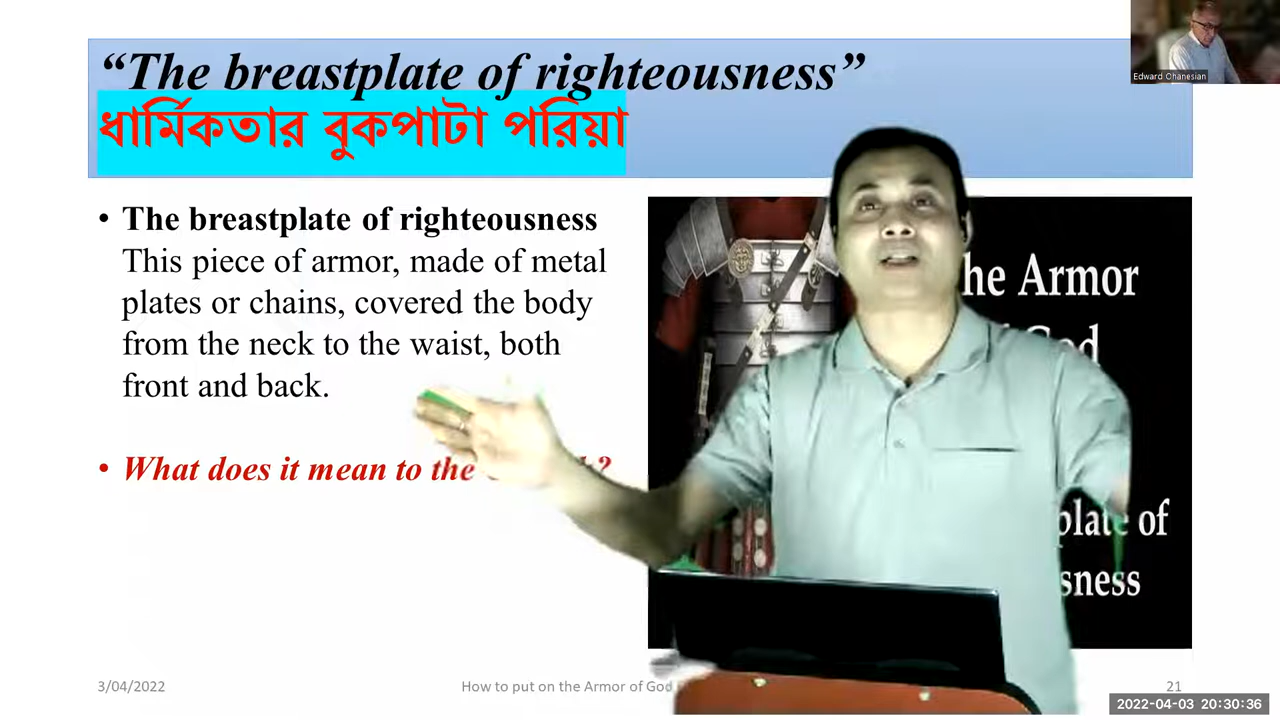 “The breastplate of righteousness”
ধার্মিকতার বুকপাটা পরিয়া
• The breastplate of righteousness
This piece of armor, made of metal
plates or chains, covered the body
from the neck to the waist, both
front and back.
• What does it mean to the
he Armor
God
plate of
sness
3/04/2022
How to put on the Armor of God
21
Edward Ohanesian
2022-04-03 20:30:36